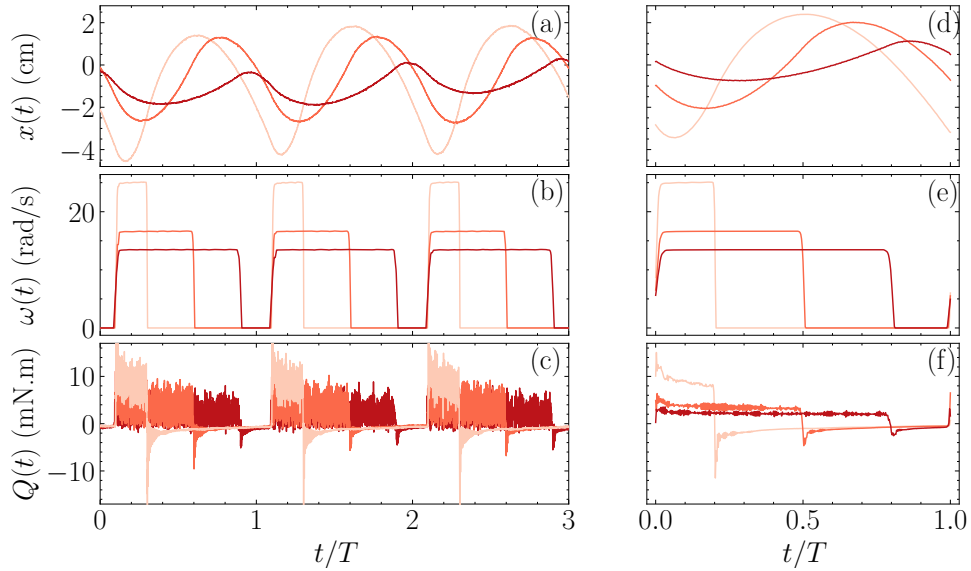 x(t) (cm)
2
0
−2
−4
(a)
(d)
ω(t) (rad/s)
20
0
(b)
(e)
Q(t) (mN.m)
10
0
−10
(c)
(f)
0 1 2 3
0.0 0.5 1.0
t/T
t/T